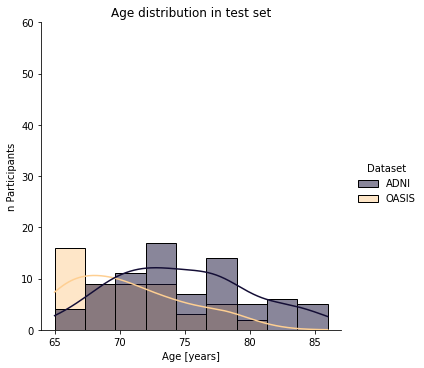 Age distribution in test set
60
50
40
30
20
10
0
n Participants
65 70 75 80 85
Age [years]
Dataset
ADNI
OASIS